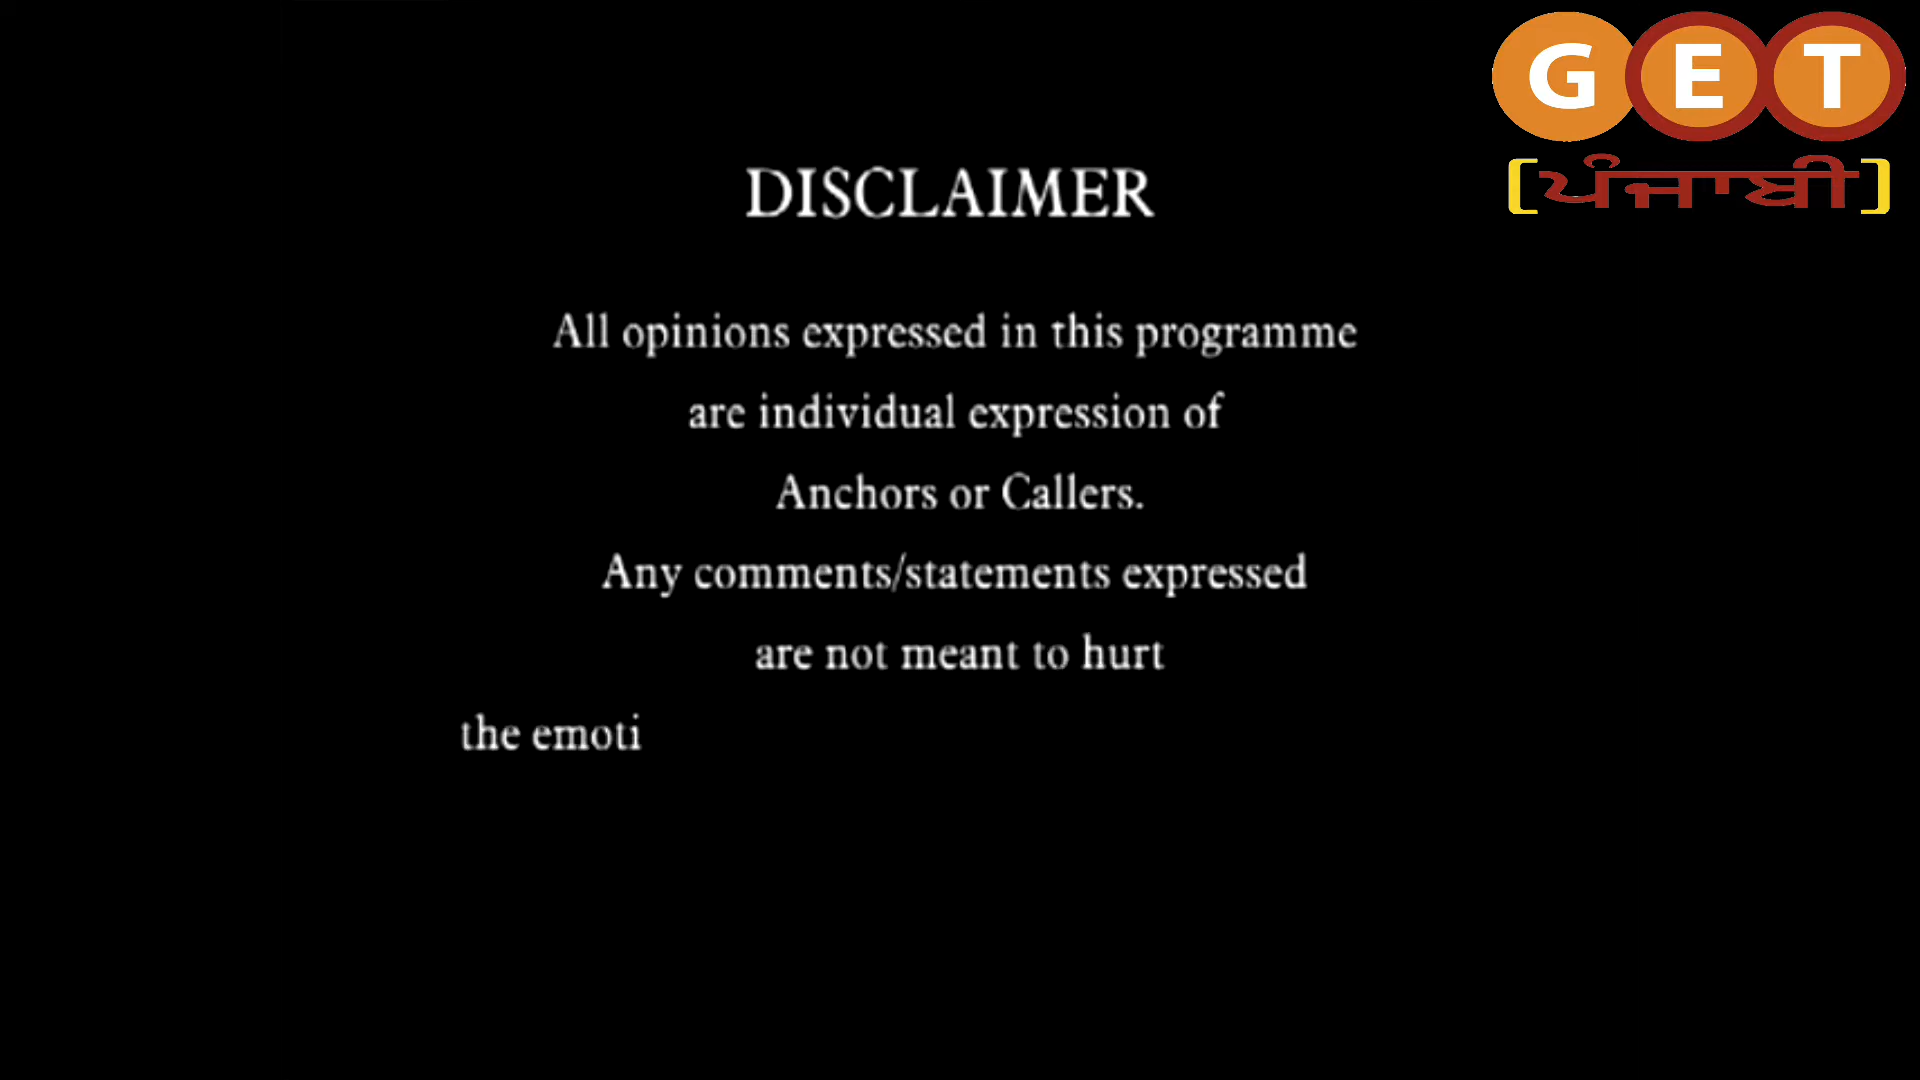 GET
[ਪੰਜਾਬੀ]
DISCLAIMER
All opinions expressed in this programme
are individual expression of
Anchors or Callers.
Any comments/statements expressed
are not meant to hurt
the emoti